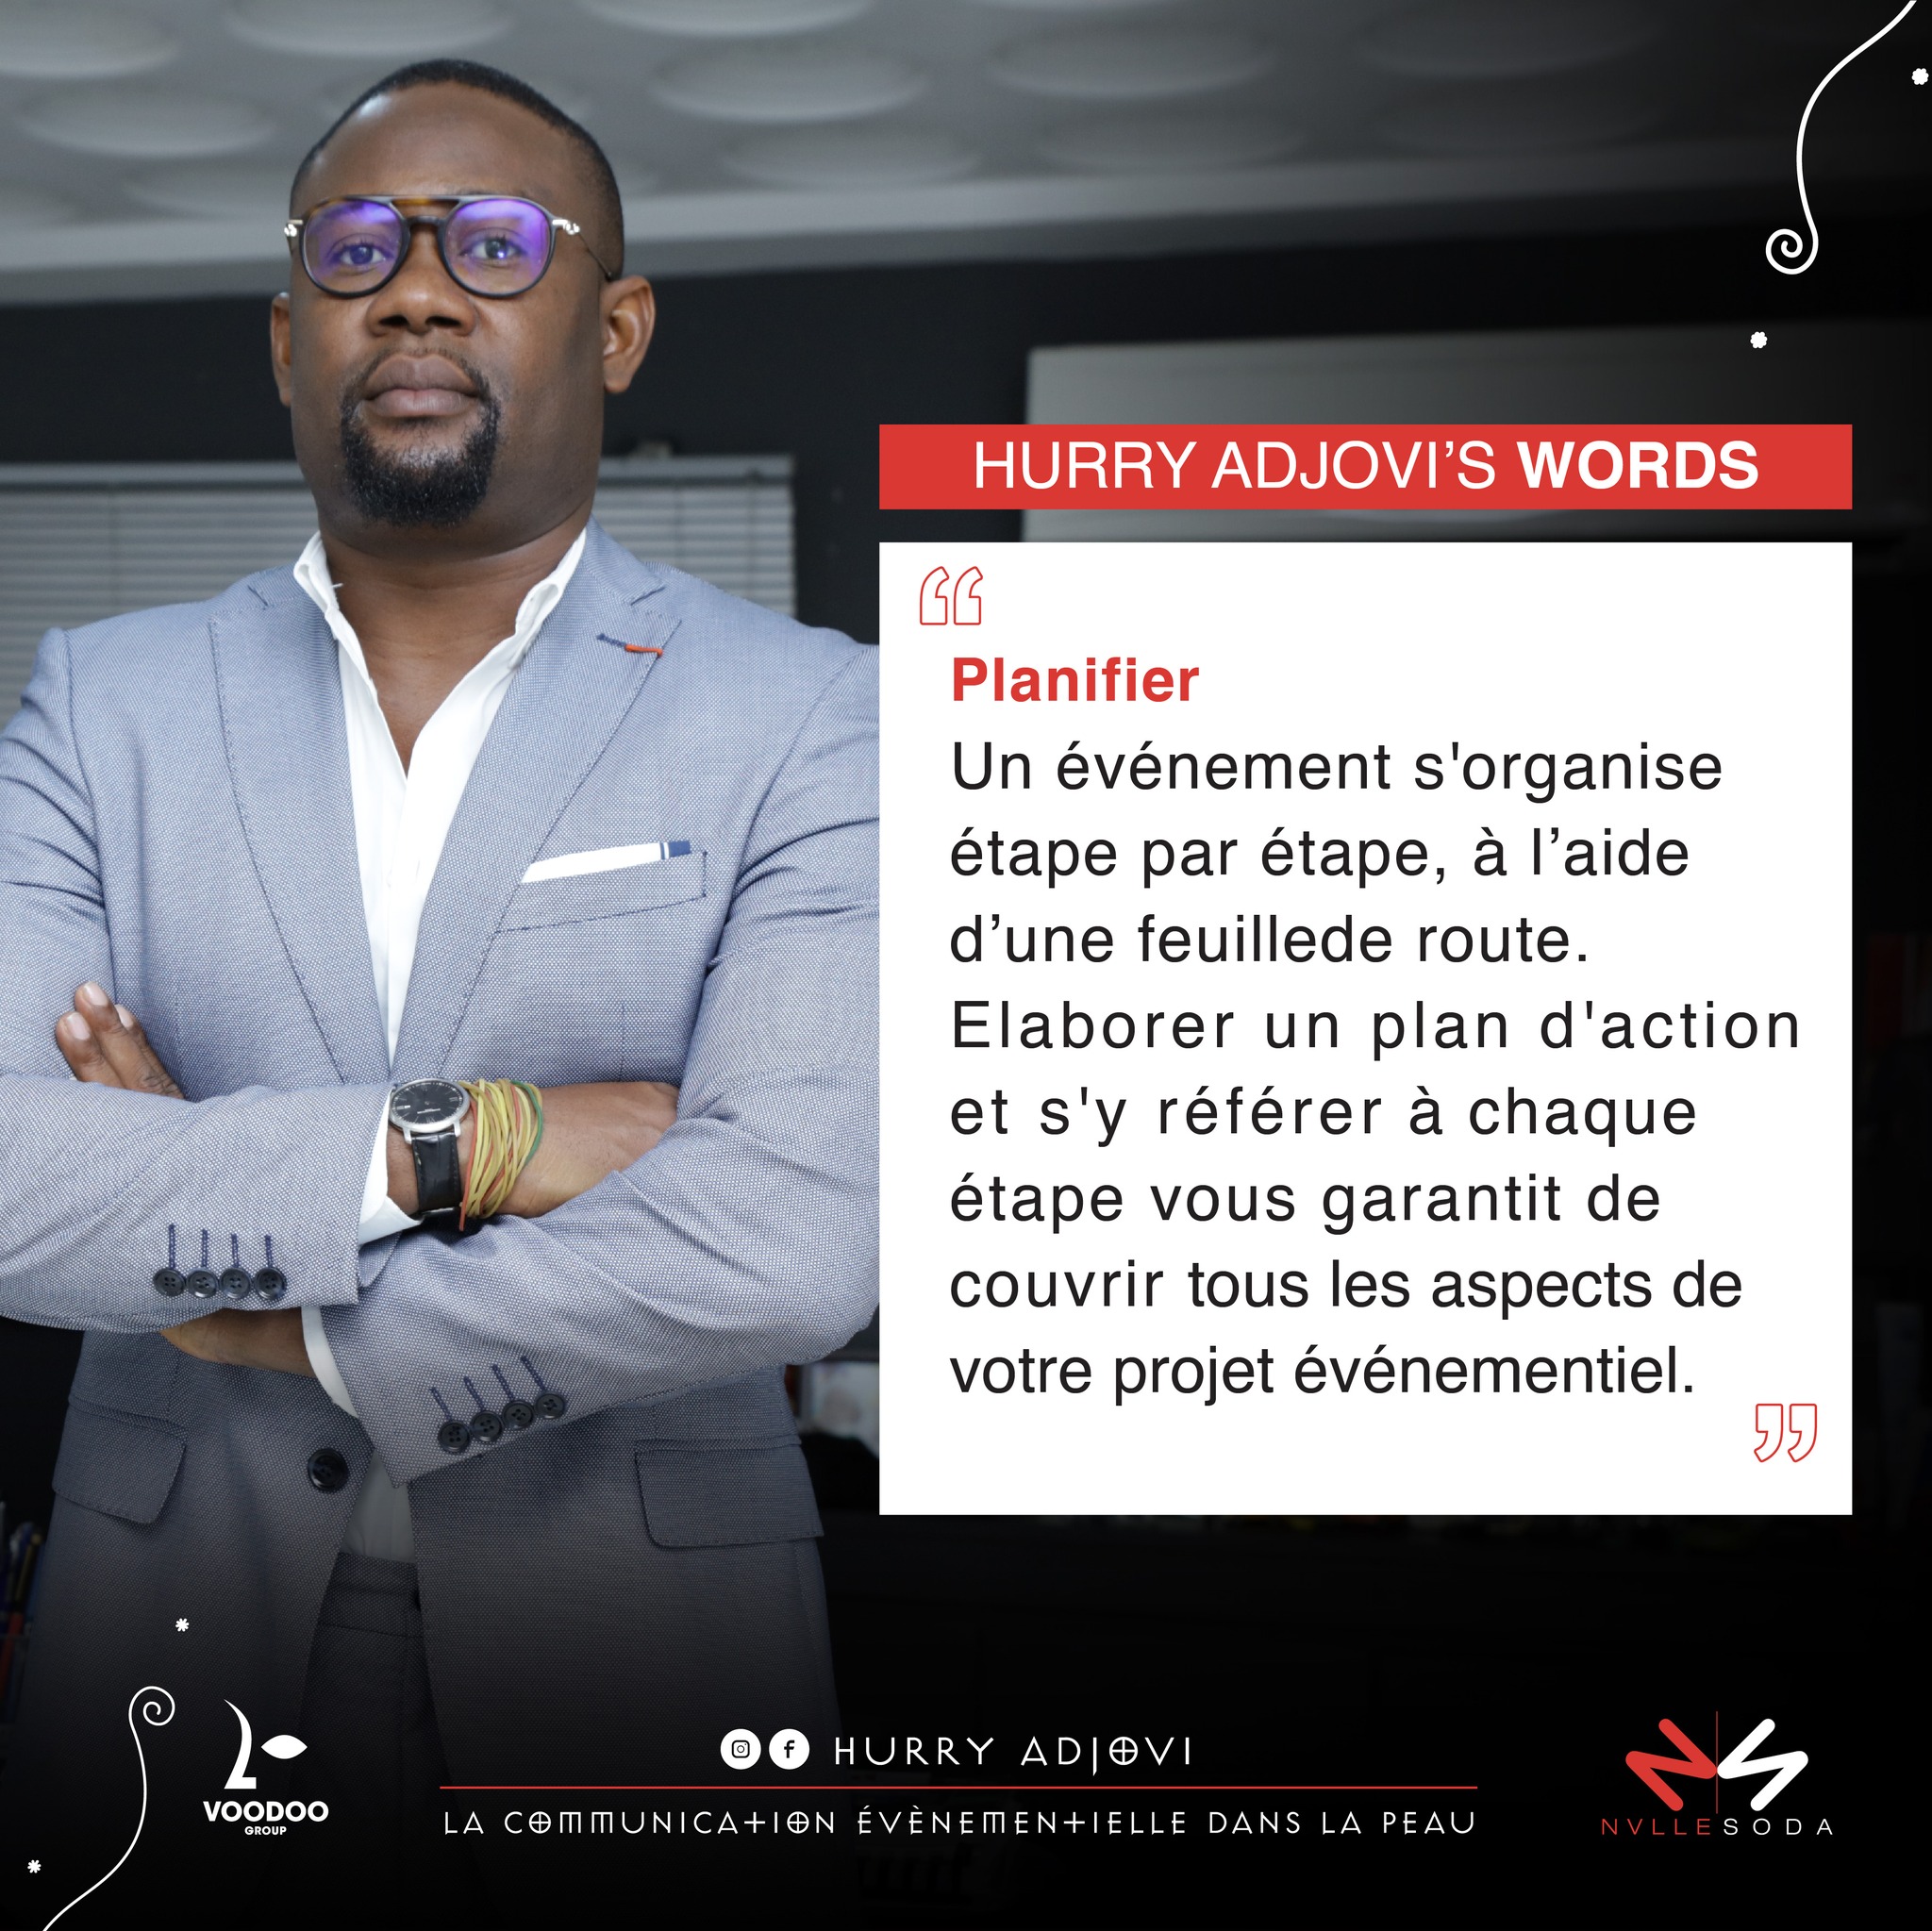 HURRY ADJOVI’S WORDS
Planifier
Un événement s'organise
étape par étape, à l’aide
d’une feuillede route.
Elaborer un plan d'action
et s'y référer à chaque
étape vous garantit de
couvrir tous les aspects de
votre projet événementiel.
HURRY ADJOVI
LA COMMUNICATION ÉVÈNEMENTIELLE DANS LA PEAU
VOODOO
GROUP
NVLLESODA